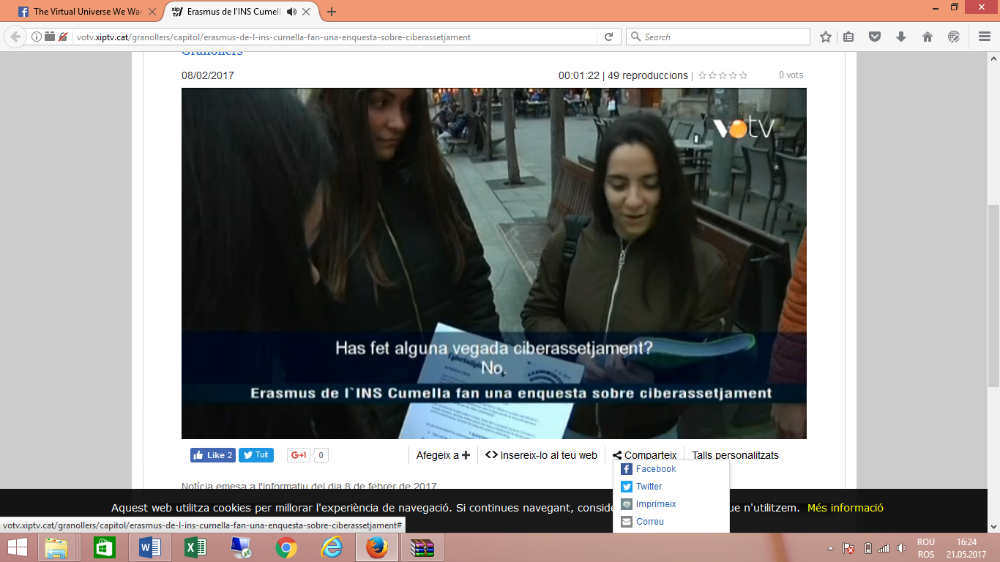 The Virtual Universe We Wa
xip/ tv Erasmus de l'INS Cumell
votv.xiptv.cat/granollers/capitol/erasmus-de-l-ins-cumella-fan-una-enquesta-sobre-ciberassetjament
Search
Granollers
08/02/2017
00:01:22 | 49 reproduccions |
0 vots
votv
Cyberbullying
Has fet alguna vegada ciberassetjament?
No.
Erasmus de l`INS Cumella fan una enquesta sobre ciberassetjament
Like 2
Tuit
G+1
0
Afegeix a
Insereix-lo al teu web
Comparteix
Talls personalitzats
Facebook
Twitter
Imprimeix
Correu
Notícia emesa a l'informatiu del dia 8 de febrer de 2017
Aquest web utilitza cookies per millorar l'experiència de navegació. Si continues navegant, conside ue n'utilitzem. Més informació
votv.xiptv.cat/granollers/capitol/erasmus-de-l-ins-cumella-fan-una-enquesta-sobre-ciberassetjament#
ROU
ROS
16:24
21.05.2017